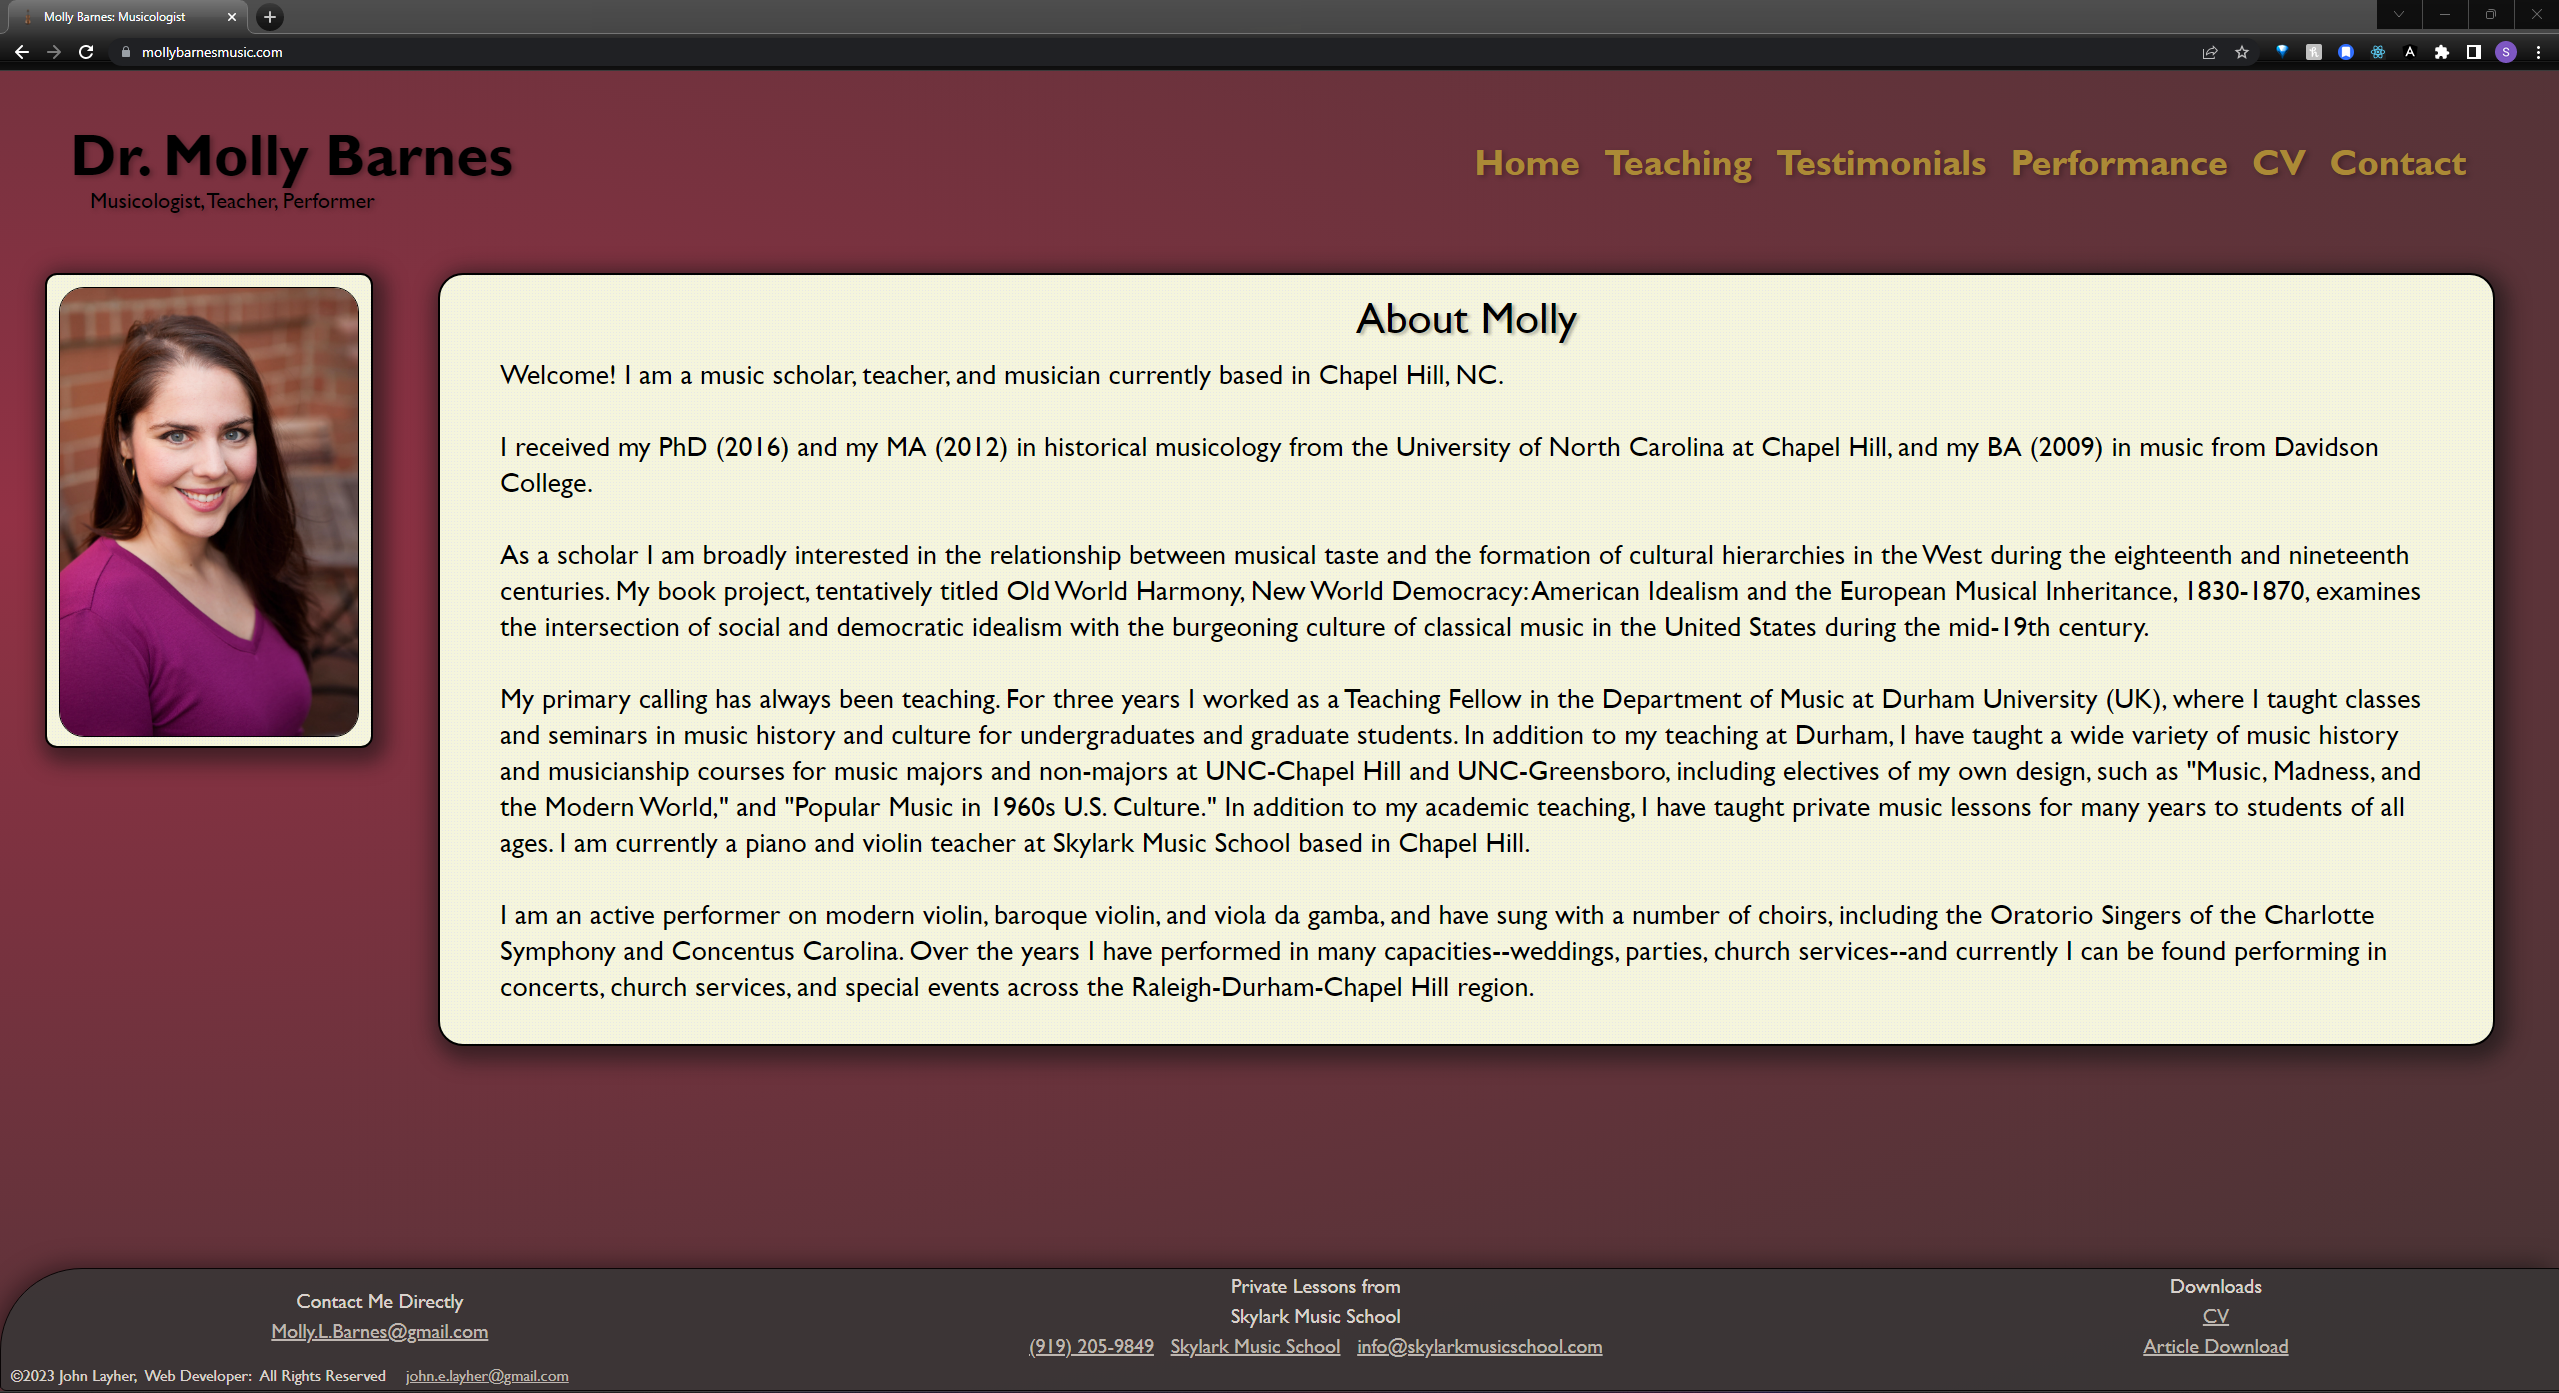 Molly Barnes: Musicologist
mollybarnesmusic.com
S
Dr. Molly Barnes
Musicologist, Teacher, Performer
Home Teaching Testimonials Performance CV Contact
About Molly
Welcome! I am a music scholar, teacher, and musician currently based in Chapel Hill, NC.
I received my PhD (2016) and my MA (2012) in historical musicology from the University of North Carolina at Chapel Hill, and my BA (2009) in music from Davidson
College.
As a scholar I am broadly interested in the relationship between musical taste and the formation of cultural hierarchies in the West during the eighteenth and nineteenth
centuries. My book project, tentatively titled Old World Harmony, New World Democracy: American Idealism and the European Musical Inheritance, 1830-1870, examines
the intersection of social and democratic idealism with the burgeoning culture of classical music in the United States during the mid-19th century.
My primary calling has always been teaching. For three years I worked as a Teaching Fellow in the Department of Music at Durham University (UK), where I taught classes
and seminars in music history and culture for undergraduates and graduate students. In addition to my teaching at Durham, I have taught a wide variety of music history
and musicianship courses for music majors and non-majors at UNC-Chapel Hill and UNC-Greensboro, including electives of my own design, such as "Music, Madness, and
the Modern World," and "Popular Music in 1960s U.S. Culture." In addition to my academic teaching, I have taught private music lessons for many years to students of all
ages. I am currently a piano and violin teacher at Skylark Music School based in Chapel Hill.
I am an active performer on modern violin, baroque violin, and viola da gamba, and have sung with a number of choirs, including the Oratorio Singers of the Charlotte
Symphony and Concentus Carolina. Over the years I have performed in many capacities--weddings, parties, church services--and currently I can be found performing in
concerts, church services, and special events across the Raleigh-Durham-Chapel Hill region.
Contact Me Directly
Molly.L.Barnes@gmail.com
Private Lessons from
Skylark Music School
(919) 205-9849 Skylark Music School info@skylarkmusicschool.com
Downloads
CV
Article Download
©2023 John Layher, Web Developer: All Rights Reserved john.e.layher@gmail.com